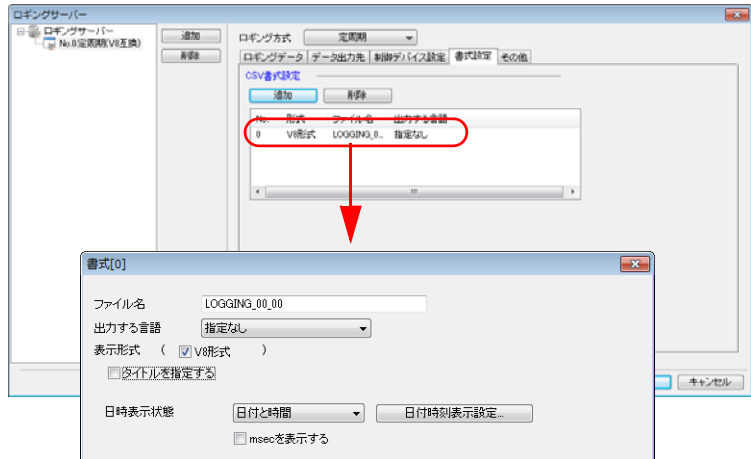 ロギングサーバー
ロギングサーバー
No.0:定周期(V8互換)
追加
削除
ロギング方式 定周期
ロギングデータ データ出力先 制御デバイス設定 書式設定 その他
CSV書式設定
追加 削除
No. 形式 ファイル名 出力する言語
0 V8形式 LOGGING_0... 指定なし
キャンセル
書式[0]
ファイル名 LOGGING_00_00
出力する言語 指定なし
表示形式 ( V8形式 )
タイトルを指定する
日時表示状態 日付と時間 日付時刻表示設定...
msecを表示する